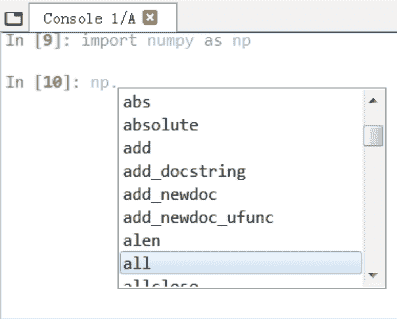 Console 1/A
In [9]: import numpy as np
In [10]: np.
abs
absolute
add
add_docstring
add_newdoc
add_newdoc_ufunc
alen
all
allclose